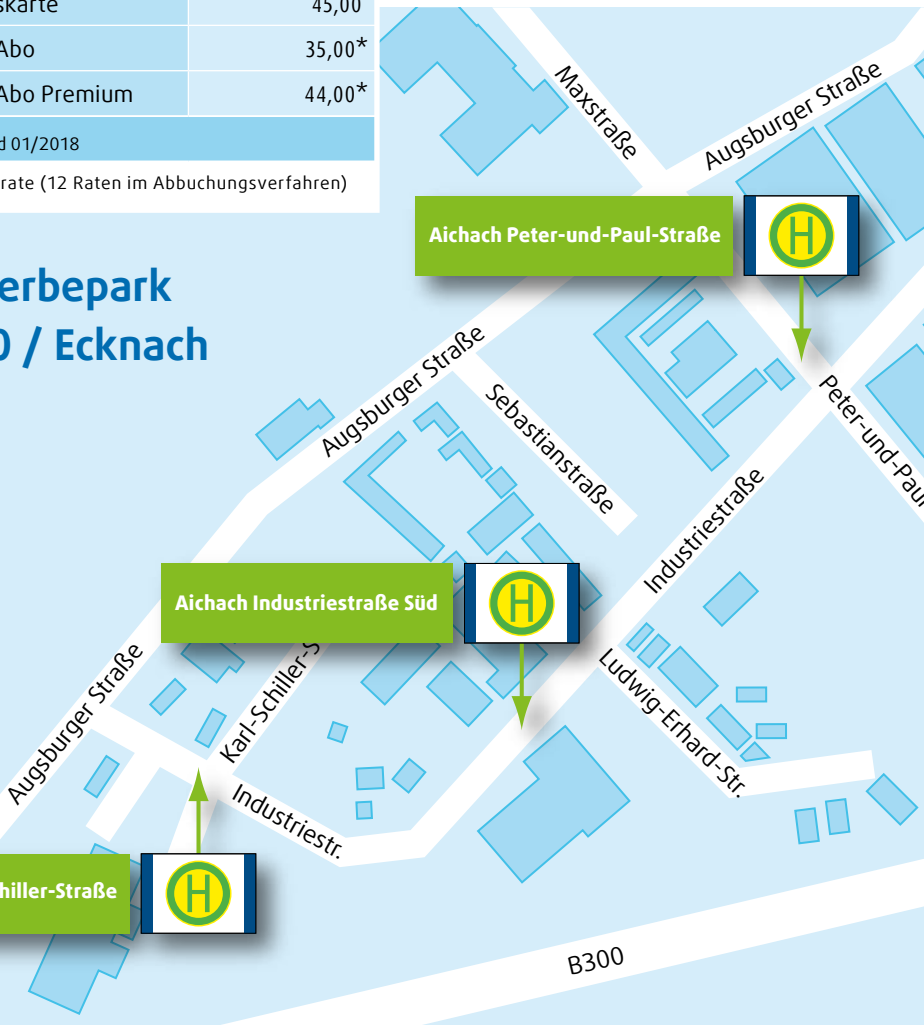 skarte 45,00
Abo 35,00*
Abo Premium 44,00*
d 01/2018
rate (12 Raten im Abbuchungsverfahren)
erbepark
0 / Ecknach
Maxstraße
Augsburger Straße
Aichach Peter-und-Paul-Straße
H
Augsburger Straße
Sebastianstraße
Peter-und-Paul
Industriestraße
Aichach Industriestraße Süd
H
Augsburger Straße
Karl-Schiller-S
Ludwig-Erhard-Str.
Industriestr.
hiller-Straße
H
B300